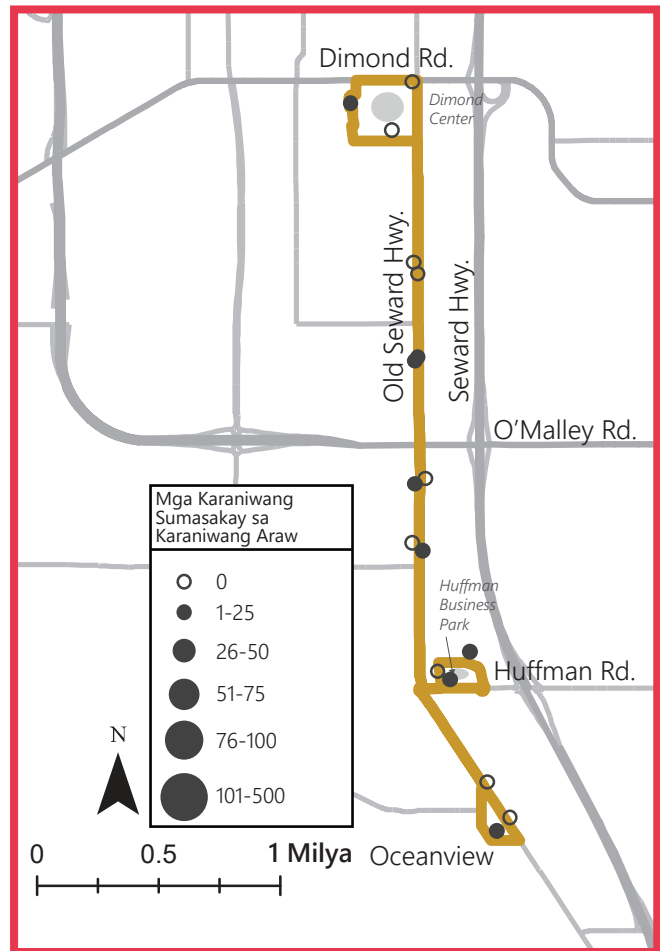 Dimond Rd.
Dimond
Center
Old Seward Hwy.
Seward Hwy.
O'Malley Rd.
Mga Karaniwang
Sumasakay sa
Karaniwang Araw
0
1-25
26-50
51-75
76-100
101-500
Huffman
Business
Park
Huffman Rd.
N
0 0.5 1 Milya
Oceanview